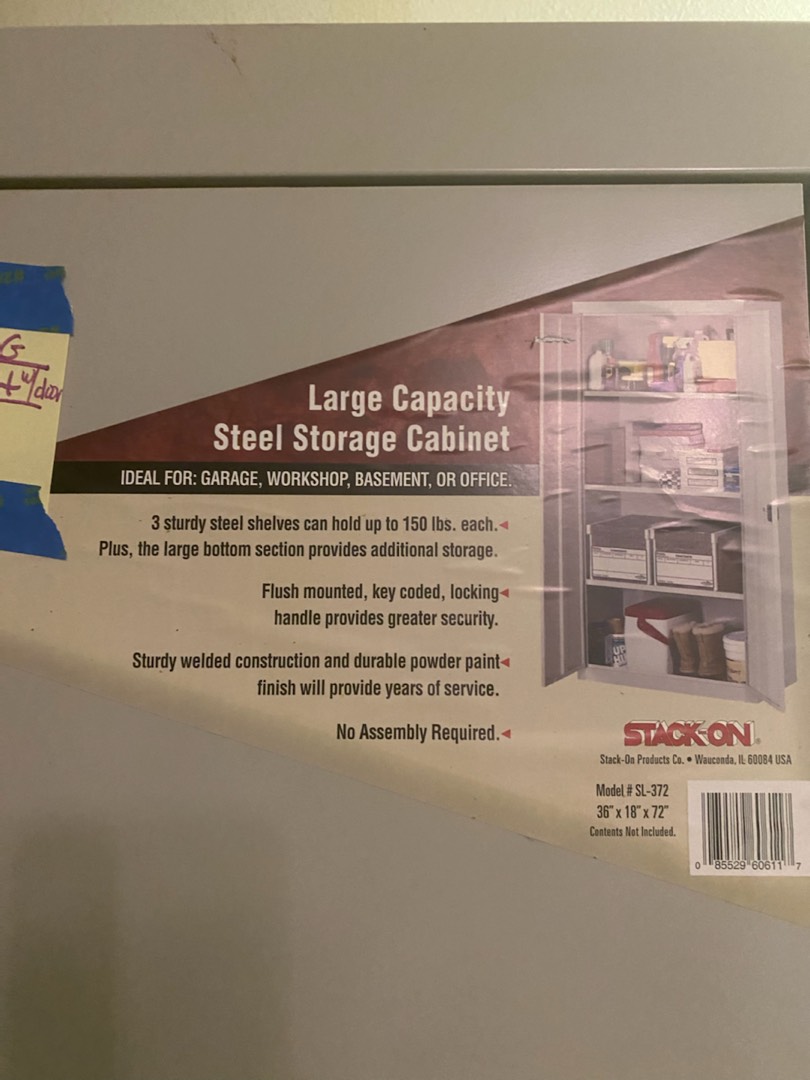 G
+ w/door
Large Capacity
Steel Storage Cabinet
IDEAL FOR: GARAGE, WORKSHOP, BASEMENT, OR OFFICE.
3 sturdy steel shelves can hold up to 150 lbs. each.
Plus, the large bottom section provides additional storage.
Flush mounted, key coded, locking
handle provides greater security.
Sturdy welded construction and durable powder paint
finish will provide years of service.
No Assembly Required.
STACK-ON®
Stack-On Products Co. • Wauconda, IL 60084 USA
Model # SL-372
36" x 18" x 72"
Contents Not Included.
0 85529 60611 7